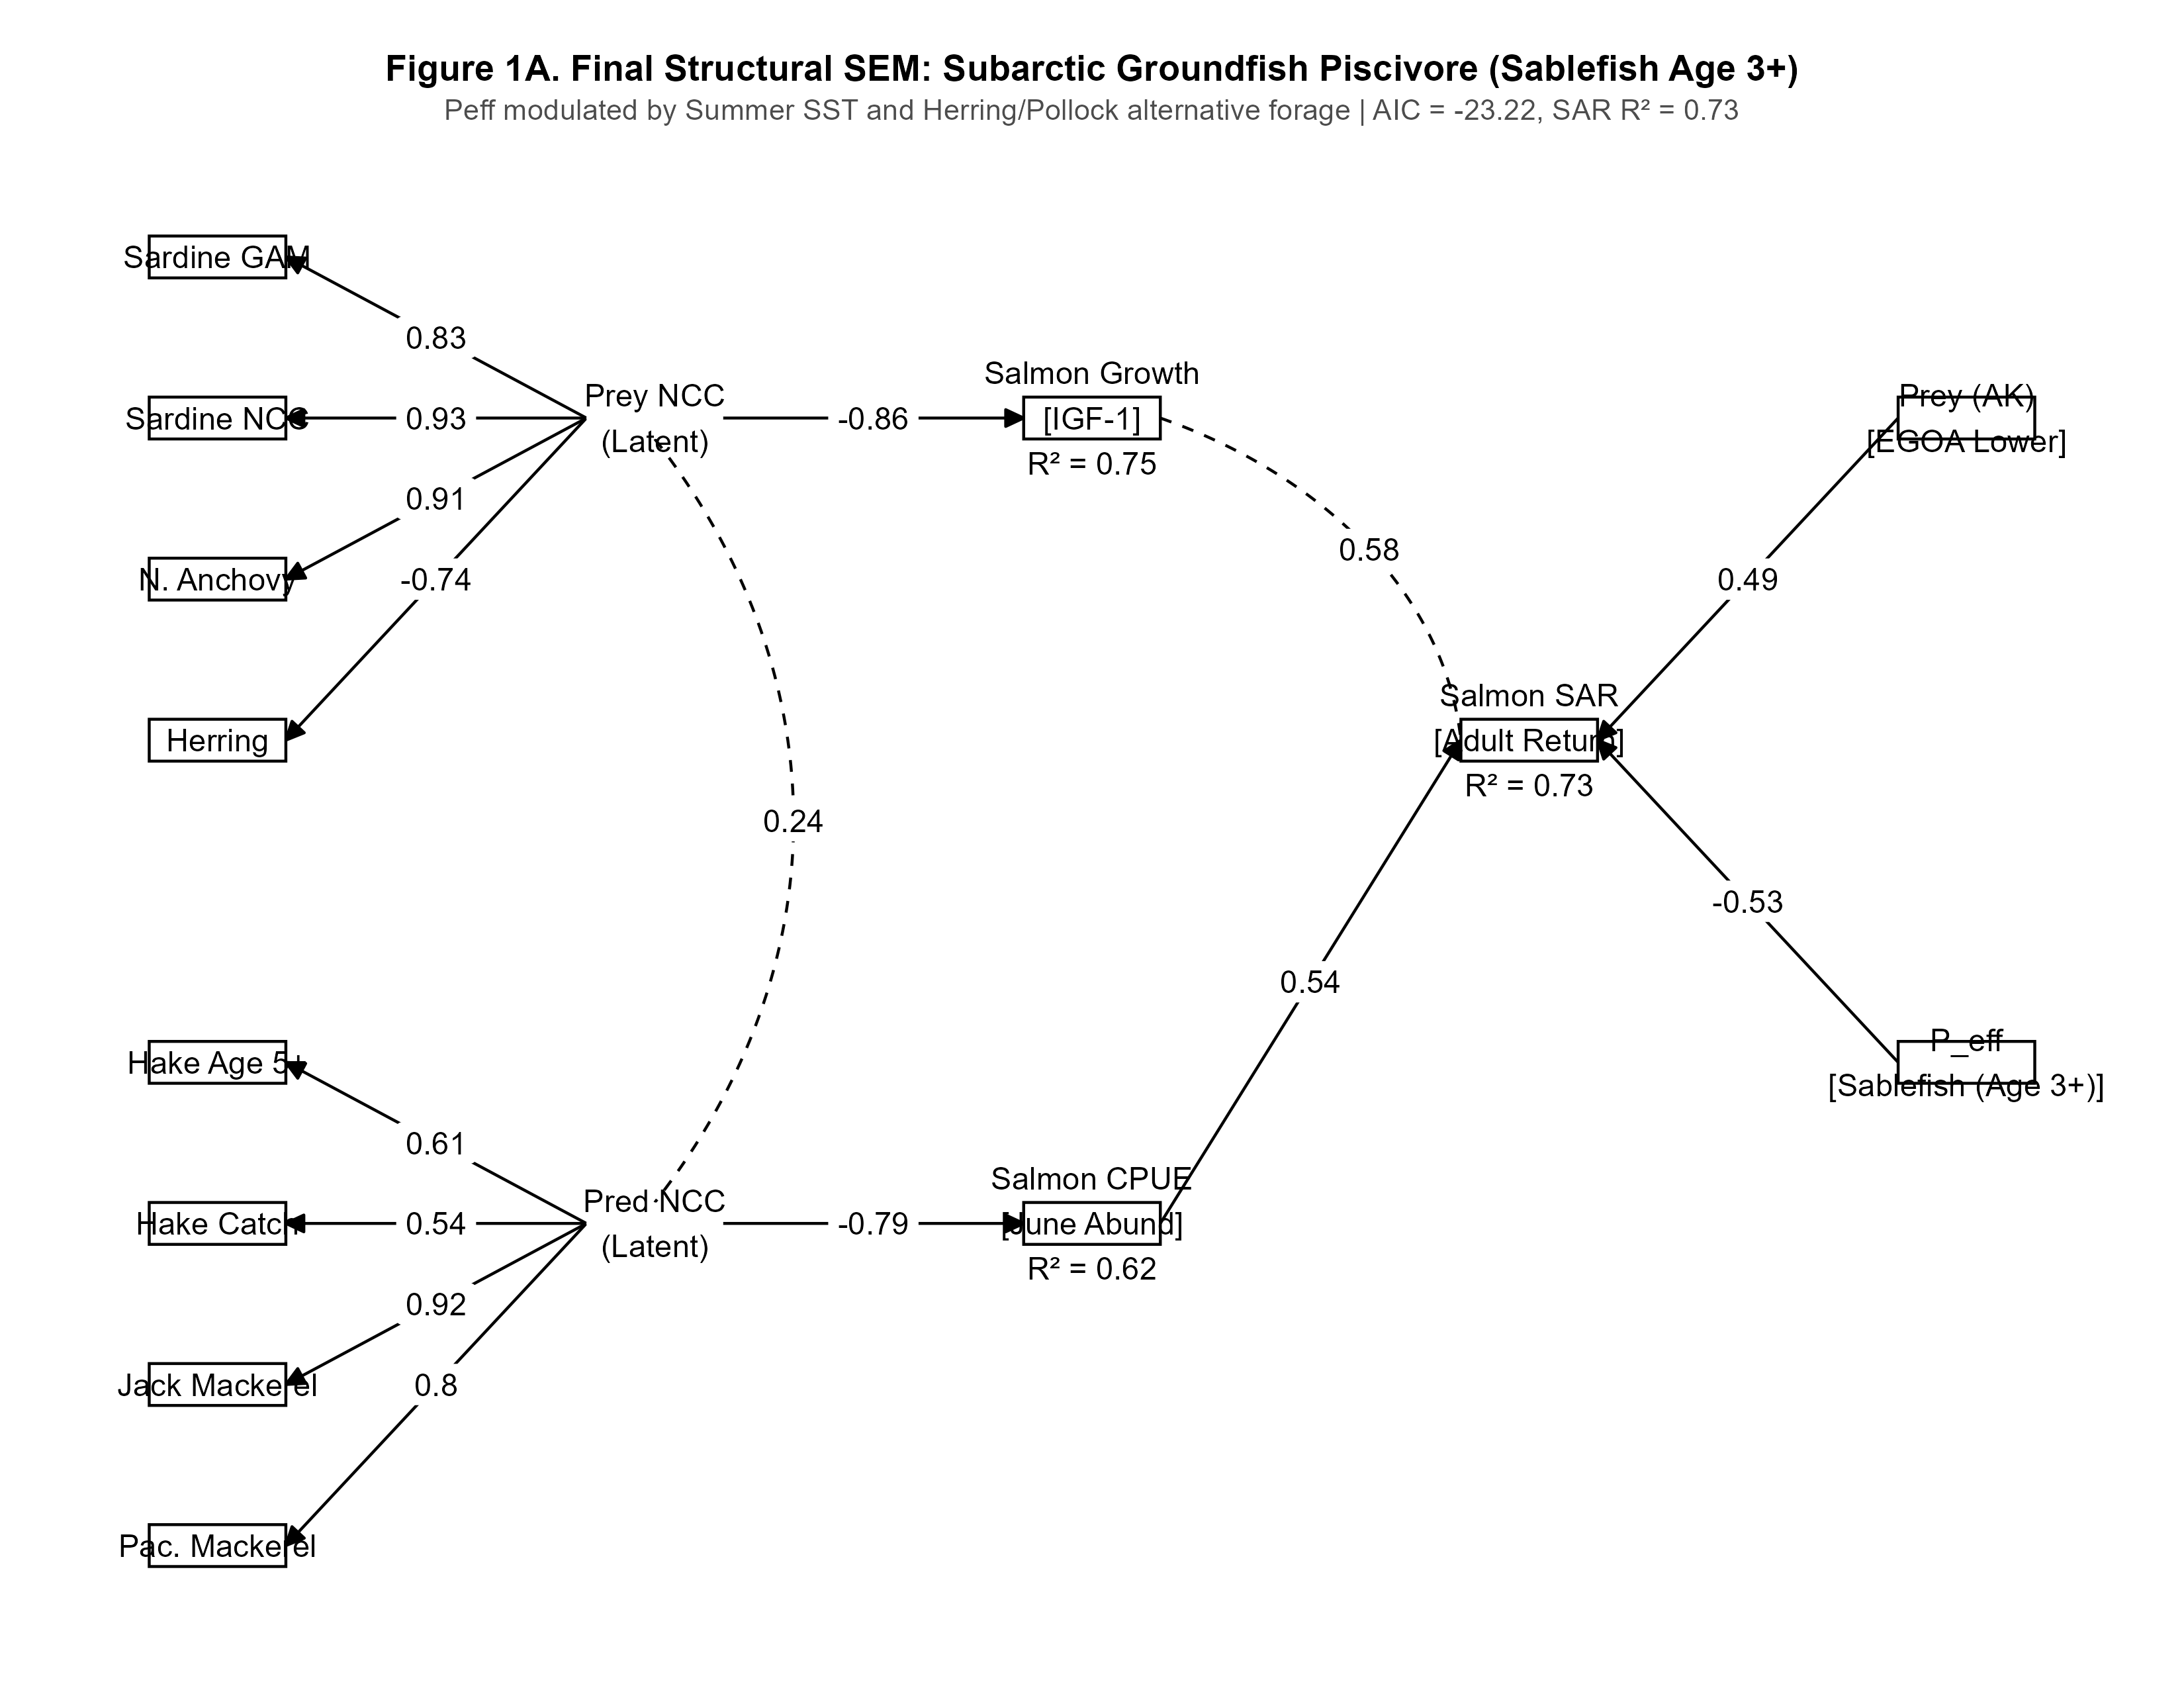 Figure 1A. Final Structural SEM: Subarctic Groundfish Piscivore (Sablefish Age 3+)
Peff modulated by Summer SST and Herring/Pollock alternative forage | AIC = -23.22, SAR R² = 0.73
Sardine GAM
0.83
Sardine NCC
0.93
N. Anchovy
0.91
Herring
-0.74
Prey NCC
(Latent)
-0.86
Salmon Growth
[IGF-1]
R² = 0.75
0.58
Prey (AK)
[EGOA Lower]
0.49
Salmon SAR
[Adult Return]
R² = 0.73
0.24
-0.53
0.54
P_eff
[Sablefish (Age 3+)]
Hake Age 5+
0.61
Hake Catch
0.54
Jack Mackerel
0.92
Pac. Mackerel
0.8
Pred NCC
(Latent)
-0.79
Salmon CPUE
[June Abund]
R² = 0.62